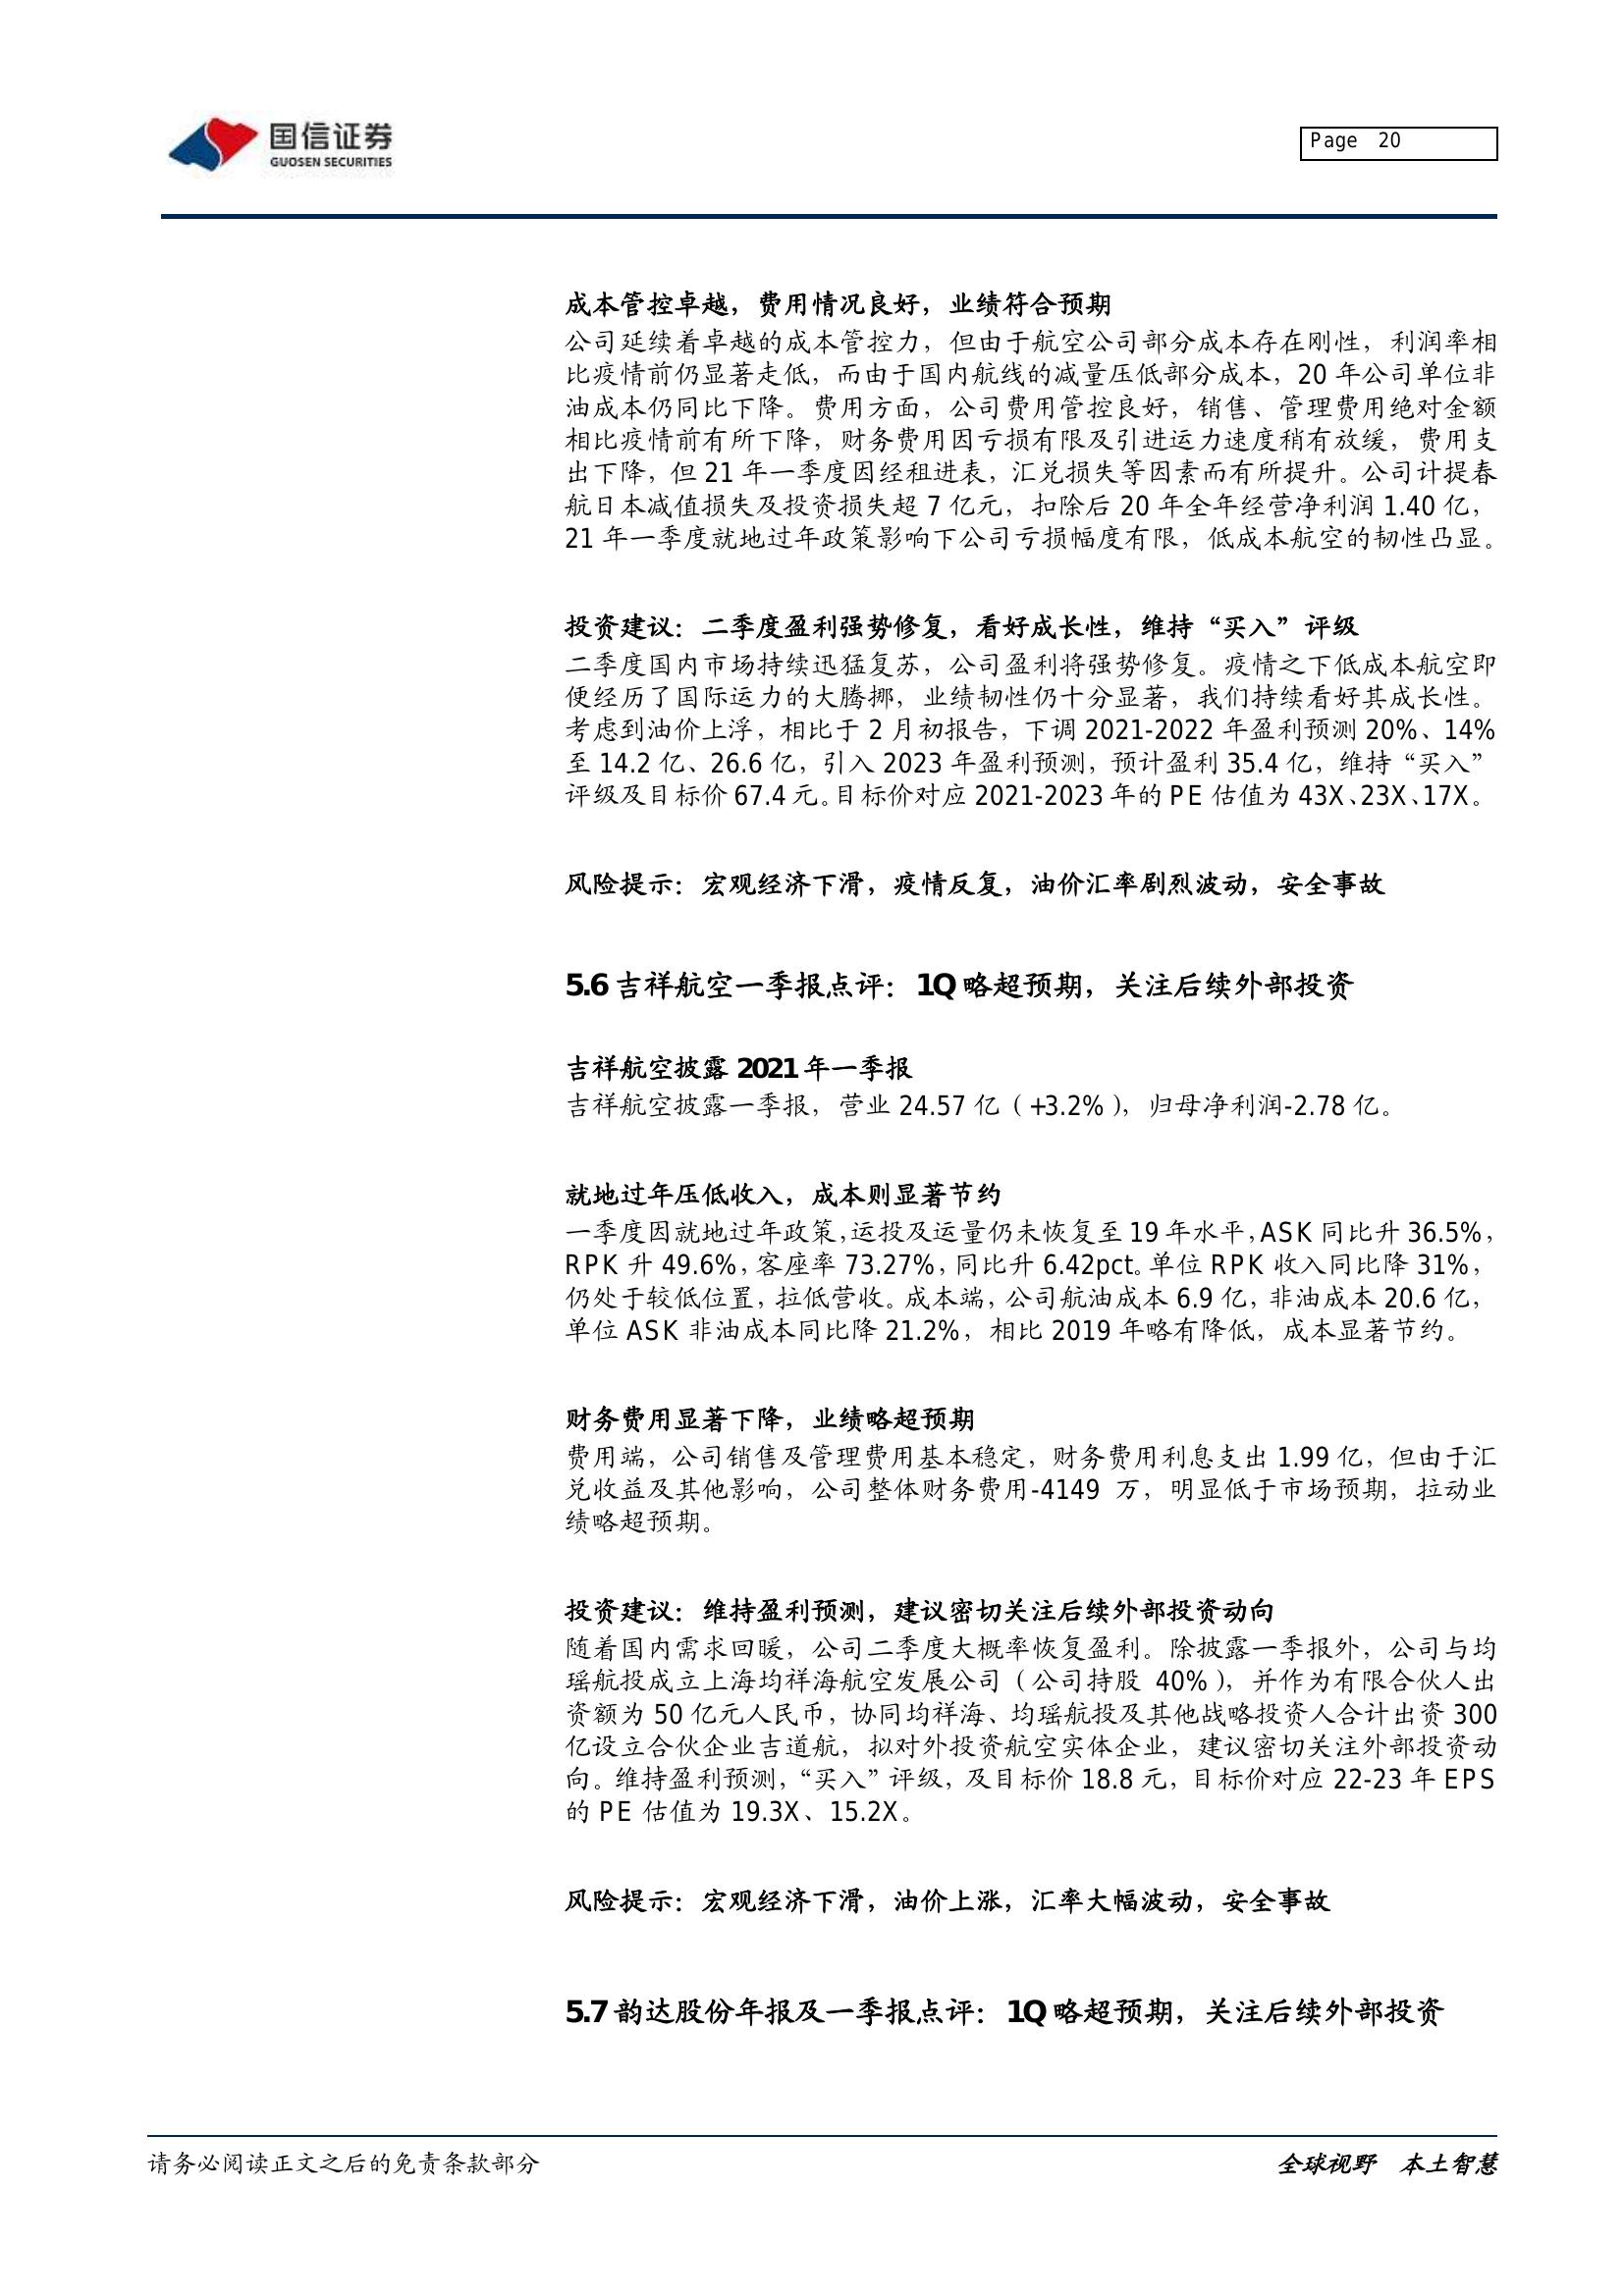 国信证券
GUOSEN SECURITIES
Page 20
成本管控卓越，费用情况良好，业绩符合预期
公司延续着卓越的成本管控力，但由于航空公司部分成本存在刚性，利润率相
比疫情前仍显著走低，而由于国内航线的减量压低部分成本，20 年公司单位非
油成本仍同比下降。费用方面，公司费用管控良好，销售、管理费用绝对金额
相比疫情前有所下降，财务费用因亏损有限及引进运力速度稍有放缓，费用支
出下降，但 21 年一季度因经租进表，汇兑损失等因素而有所提升。公司计提春
航日本减值损失及投资损失超 7 亿元，扣除后 20 年全年经营净利润 1.40 亿，
21 年一季度就地过年政策影响下公司亏损幅度有限，低成本航空的韧性凸显。
投资建议：二季度盈利强势修复，看好成长性，维持“买入”评级
二季度国内市场持续迅猛复苏，公司盈利将强势修复。疫情之下低成本航空即
便经历了国际运力的大腾挪，业绩韧性仍十分显著，我们持续看好其成长性。
考虑到油价上浮，相比于 2 月初报告，下调 2021-2022 年盈利预测 20%、14%
至 14.2 亿、26.6 亿，引入 2023 年盈利预测，预计盈利 35.4 亿，维持“买入”
评级及目标价 67.4 元。目标价对应 2021-2023 年的 PE 估值为 43X、23X、17X。
风险提示：宏观经济下滑，疫情反复，油价汇率剧烈波动，安全事故
5.6 吉祥航空一季报点评：1Q 略超预期，关注后续外部投资
吉祥航空披露 2021 年一季报
吉祥航空披露一季报，营业 24.57 亿（+3.2%），归母净利润-2.78 亿。
就地过年压低收入，成本则显著节约
一季度因就地过年政策，运投及运量仍未恢复至 19 年水平，ASK 同比升 36.5%，
RPK 升 49.6%，客座率 73.27%，同比升 6.42pct。单位 RPK 收入同比降 31%，
仍处于较低位置，拉低营收。成本端，公司航油成本 6.9 亿，非油成本 20.6 亿，
单位 ASK 非油成本同比降 21.2%，相比 2019 年略有降低，成本显著节约。
财务费用显著下降，业绩略超预期
费用端，公司销售及管理费用基本稳定，财务费用利息支出 1.99 亿，但由于汇
兑收益及其他影响，公司整体财务费用-4149 万，明显低于市场预期，拉动业
绩略超预期。
投资建议：维持盈利预测，建议密切关注后续外部投资动向
随着国内需求回暖，公司二季度大概率恢复盈利。除披露一季报外，公司与均
瑶航投成立上海均祥海航空发展公司（公司持股 40%），并作为有限合伙人出
资额为 50 亿元人民币，协同均祥海、均瑶航投及其他战略投资人合计出资 300
亿设立合伙企业吉道航，拟对外投资航空实体企业，建议密切关注外部投资动
向。维持盈利预测，“买入”评级，及目标价 18.8 元，目标价对应 22-23 年 EPS
的 PE 估值为 19.3X、15.2X。
风险提示：宏观经济下滑，油价上涨，汇率大幅波动，安全事故
5.7 韵达股份年报及一季报点评：1Q 略超预期，关注后续外部投资
请务必阅读正文之后的免责条款部分
全球视野 本土智慧